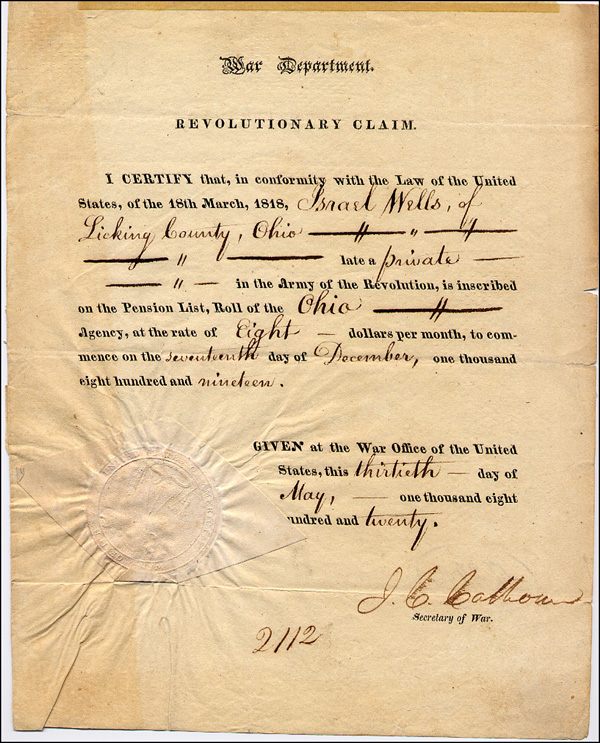 War Department.
REVOLUTIONARY CLAIM.
I CERTIFY that, in conformity with the Law of the United
States, of the 18th March, 1818, Israel Wells, of
Licking County, Ohio — " — " — "
— " — late a private —
— " — in the Army of the Revolution, is inscribed
on the Pension List, Roll of the Ohio — " —
Agency, at the rate of Eight — dollars per month, to com-
mence on the seventeenth day of December, one thousand
eight hundred and nineteen.
GIVEN at the War Office of the United
States, this thirtieth — day of
May, — one thousand eight
undred and twenty.
J. C. Calhoun
Secretary of War.
2112